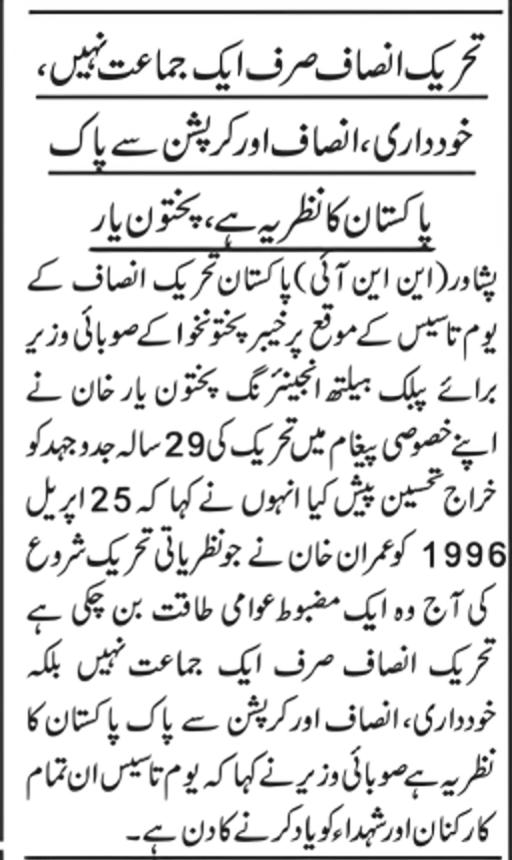 تحریک انصاف صرف ایک جماعت نہیں،
خودداری، انصاف اور کرپشن سے پاک
پاکستان کا نظریہ ہے، پختون یار
پشاور (این این آئی) پاکستان تحریک انصاف کے
یوم تاسیس کے موقع پر خیبر پختونخوا کے صوبائی وزیر
برائے پبلک ہیلتھ انجینئرنگ پختون یار خان نے
اپنے خصوصی پیغام میں تحریک کی 29 سالہ جدوجہد کو
خراج تحسین پیش کیا انہوں نے کہا کہ 25 اپریل
1996 کو عمران خان نے جو نظریاتی تحریک شروع
کی آج وہ ایک مضبوط عوامی طاقت بن چکی ہے
تحریک انصاف صرف ایک جماعت نہیں بلکہ
خودداری، انصاف اور کرپشن سے پاک پاکستان کا
نظریہ ہے صوبائی وزیر نے کہا کہ یوم تاسیس ان تمام
کارکنان اور شہداء کو یاد کرنے کا دن ہے۔